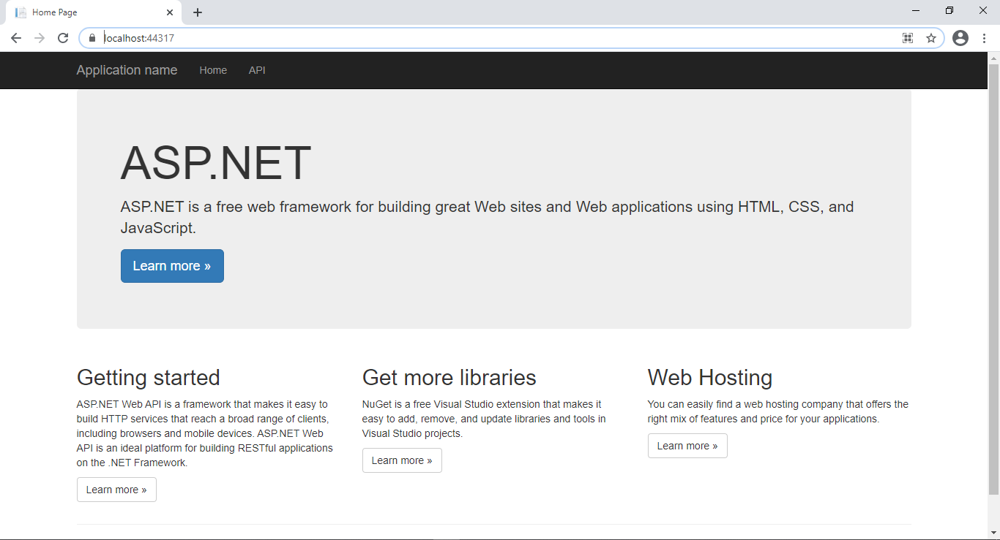 Home Page
localhost:44317
Application name Home API
ASP.NET
ASP.NET is a free web framework for building great Web sites and Web applications using HTML, CSS, and
JavaScript.
Learn more »
Getting started
ASP.NET Web API is a framework that makes it easy to
build HTTP services that reach a broad range of clients,
including browsers and mobile devices. ASP.NET Web
API is an ideal platform for building RESTful applications
on the .NET Framework.
Learn more »
Get more libraries
NuGet is a free Visual Studio extension that makes it
easy to add, remove, and update libraries and tools in
Visual Studio projects.
Learn more »
Web Hosting
You can easily find a web hosting company that offers the
right mix of features and price for your applications.
Learn more »